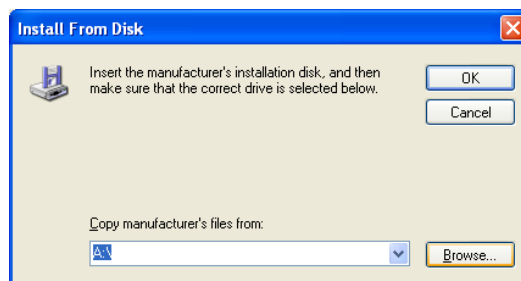 Install From Disk
Insert the manufacturer's installation disk, and then
make sure that the correct drive is selected below.
OK
Cancel
Copy manufacturer's files from:
A:\
Browse...